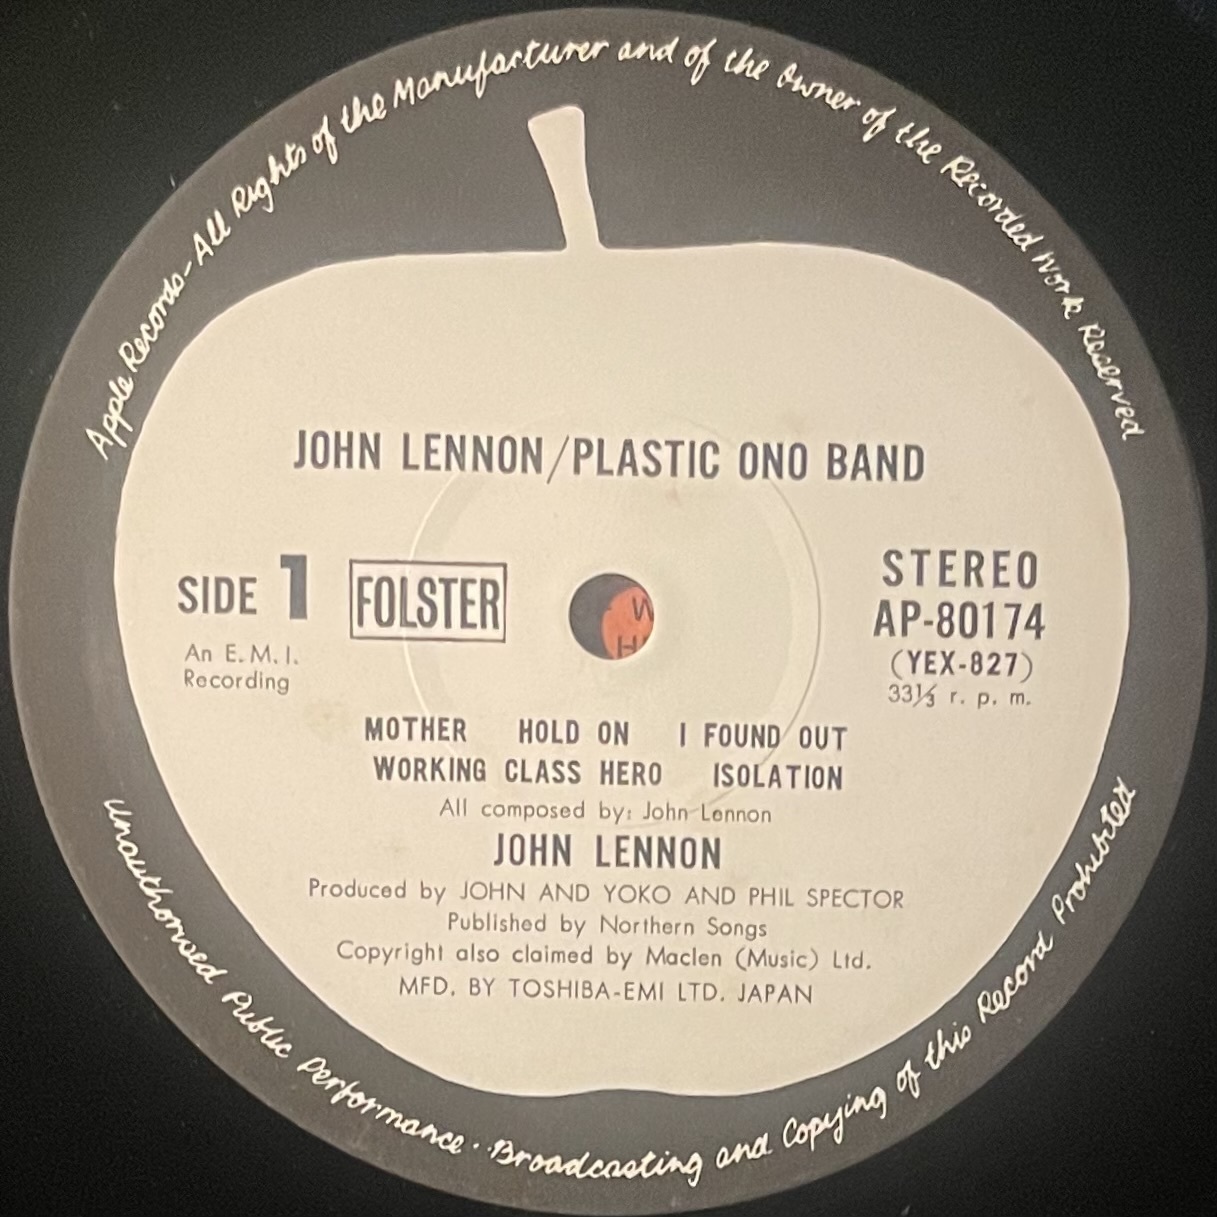 Apple Records-All Rights of the Manufacturer and of the Owner of the Recorded Work Reserved
JOHN LENNON/PLASTIC ONO BAND
SIDE 1
FOLSTER
STEREO
AP-80174
(YEX-827)
33⅓ r. p. m.
An E. M. I.
Recording
W
H
MOTHER HOLD ON I FOUND OUT
WORKING CLASS HERO ISOLATION
All composed by: John Lennon
JOHN LENNON
Produced by JOHN AND YOKO AND PHIL SPECTOR
Published by Northern Songs
Copyright also claimed by Maclen (Music) Ltd.
MFD. BY TOSHIBA-EMI LTD. JAPAN
Unauthorised Public Performance · Broadcasting and Copying of this Record Prohibited